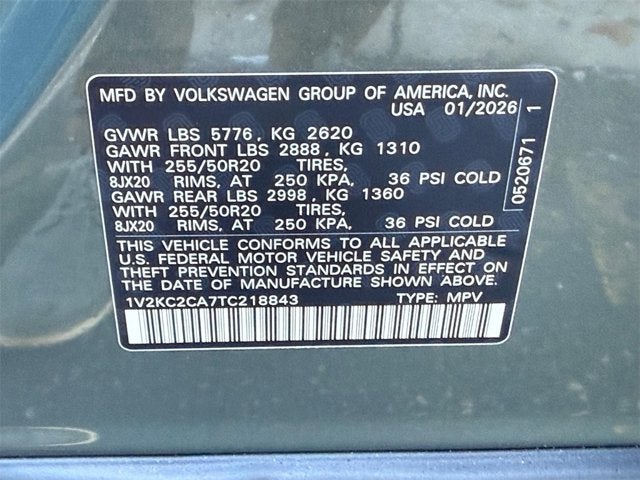 MFD BY VOLKSWAGEN GROUP OF AMERICA, INC.
USA 01/2026
GVWR LBS 5776, KG 2620
GAWR FRONT LBS 2888, KG 1310
WITH 255/50R20 TIRES,
8JX20 RIMS, AT 250 KPA, 36 PSI COLD
GAWR REAR LBS 2998, KG 1360
WITH 255/50R20 TIRES,
8JX20 RIMS, AT 250 KPA, 36 PSI COLD
THIS VEHICLE CONFORMS TO ALL APPLICABLE
U.S. FEDERAL MOTOR VEHICLE SAFETY AND
THEFT PREVENTION STANDARDS IN EFFECT ON
THE DATE OF MANUFACTURE SHOWN ABOVE.
1V2KC2CA7TC218843 TYPE: MPV
0520671 1